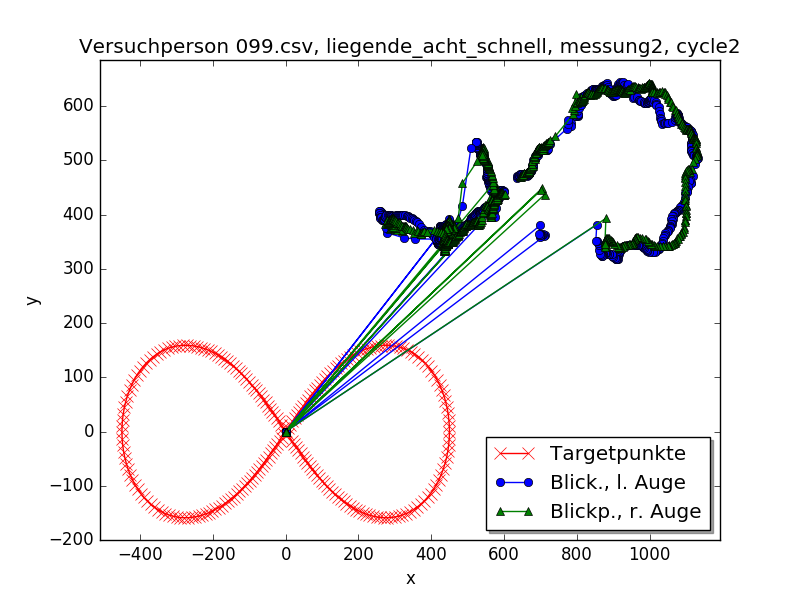 Versuchperson 099.csv, liegende_acht_schnell, messung2, cycle2
600
500
400
300
200
100
0
−100
−200
y
−400 −200 0 200 400 600 800 1000
x
Targetpunkte
Blick., l. Auge
Blickp., r. Auge